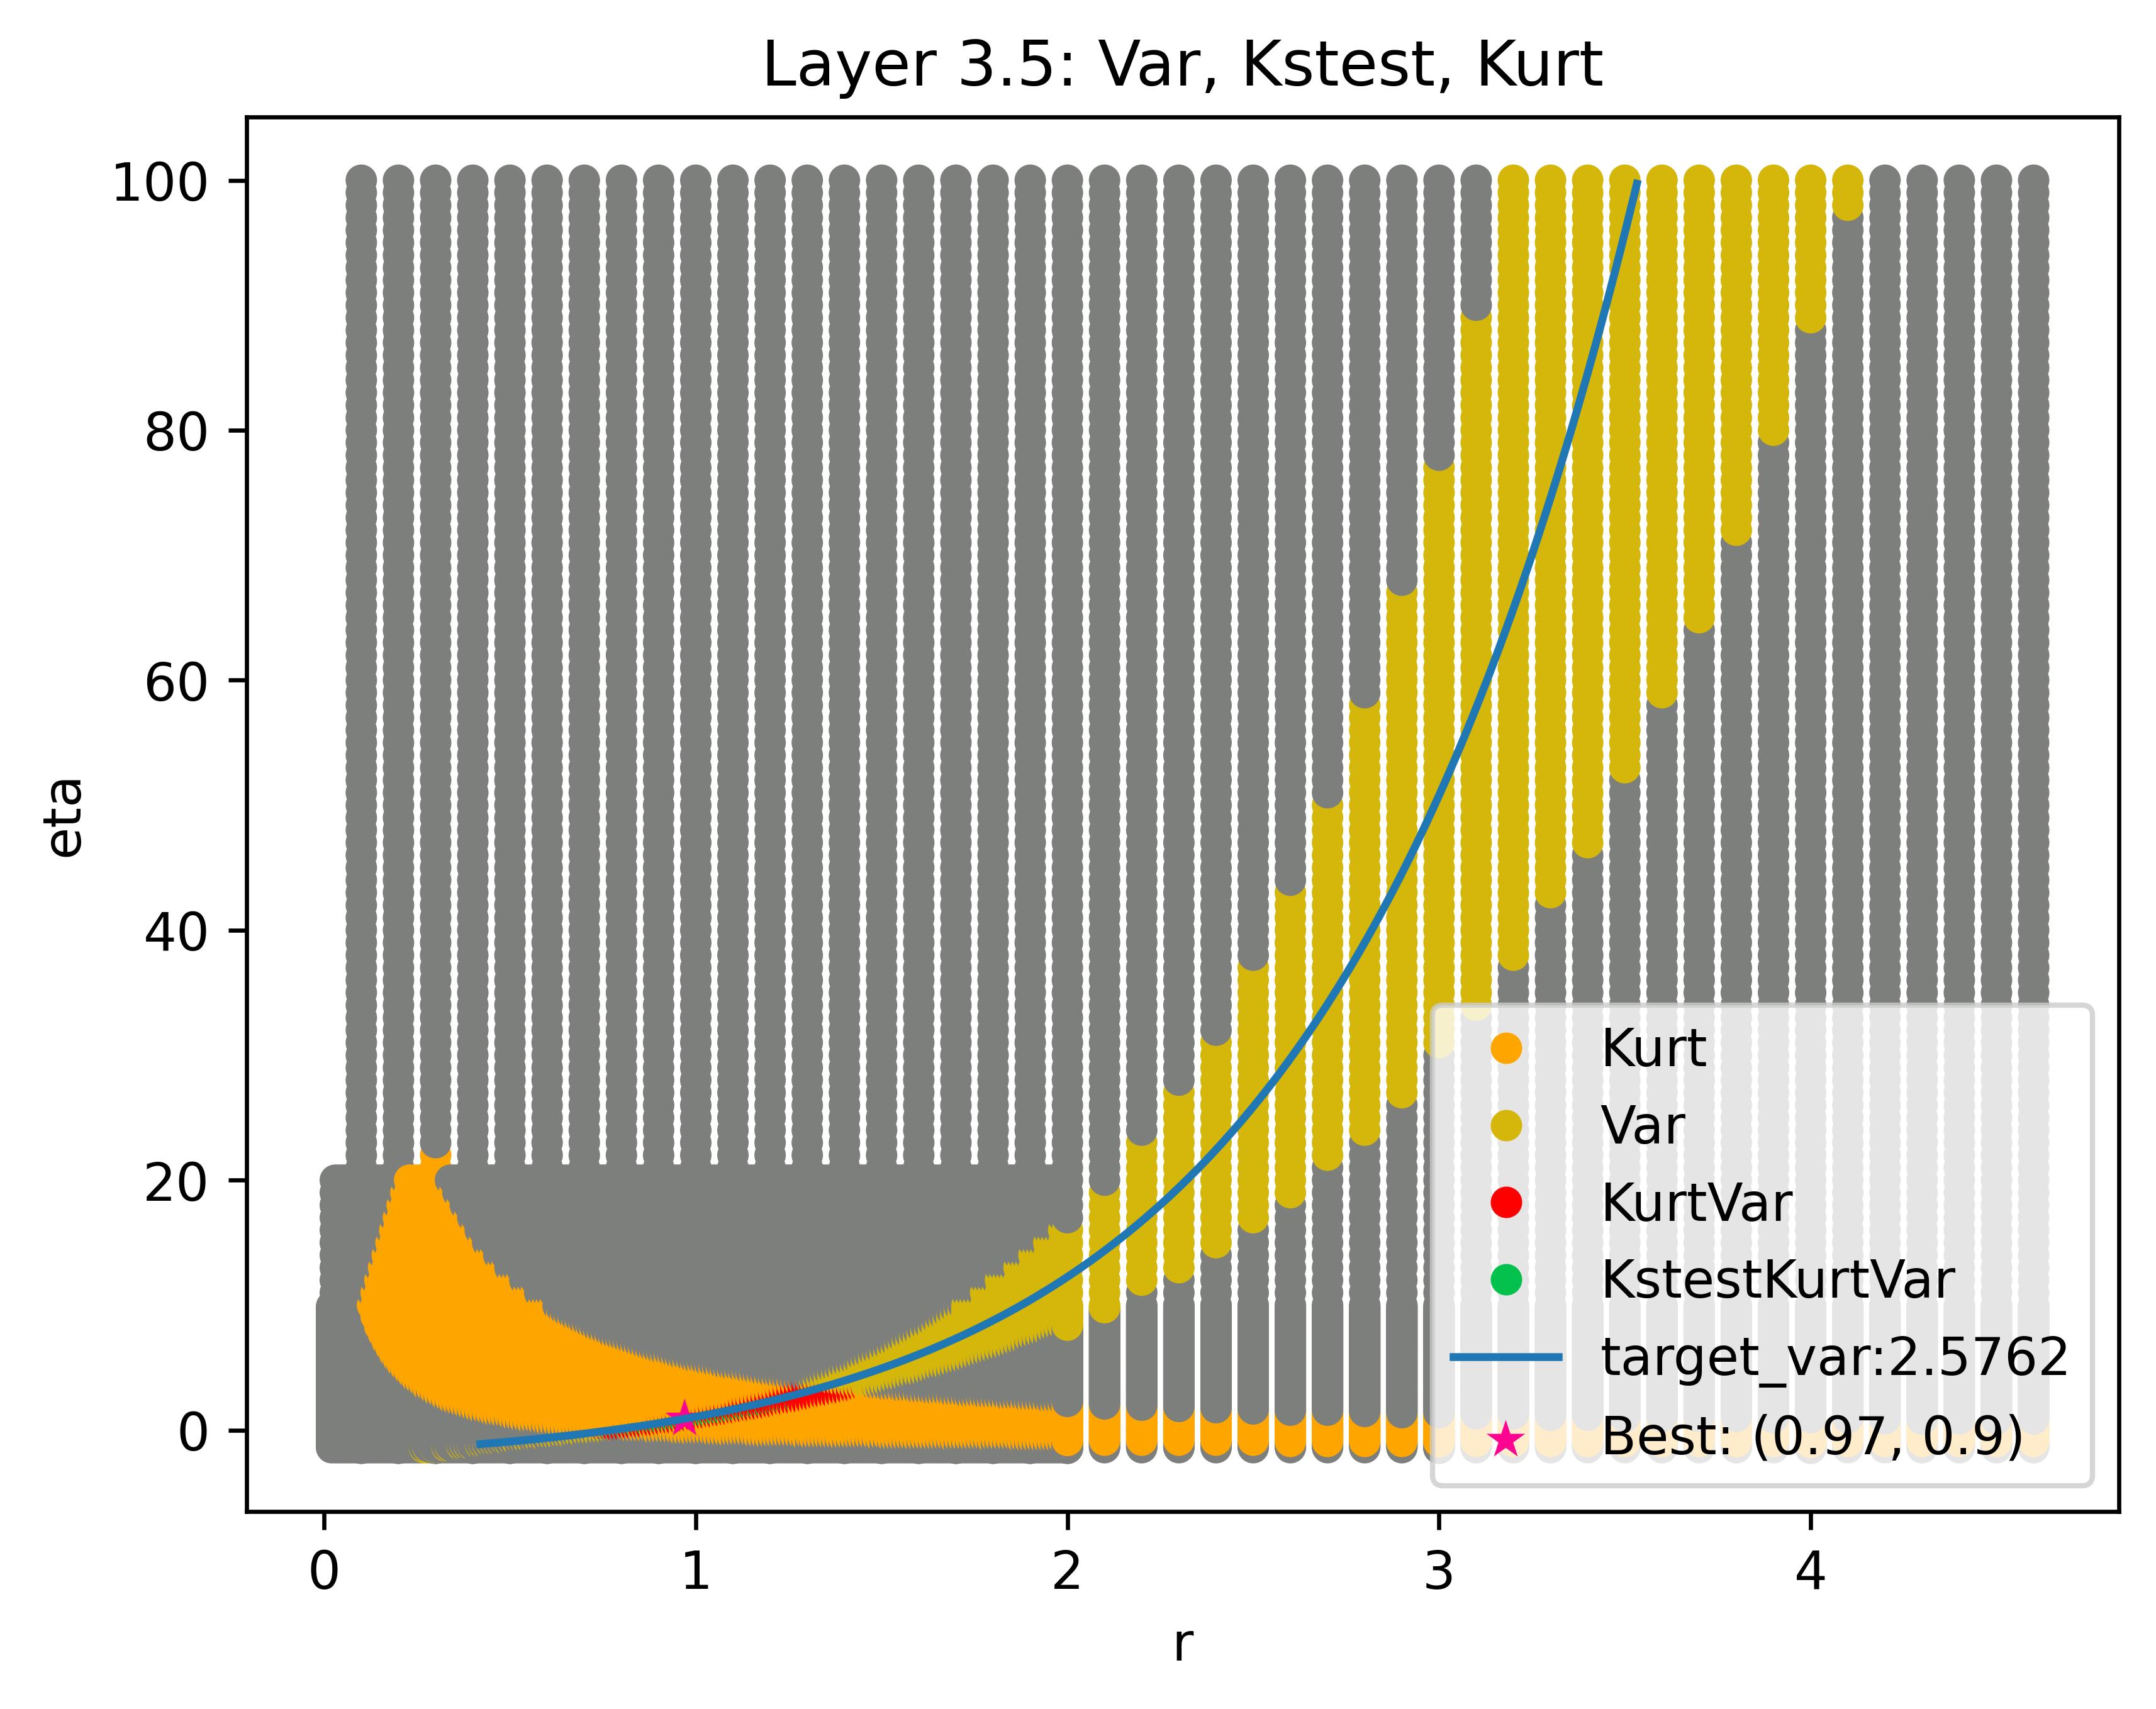 Layer 3.5: Var, Kstest, Kurt
100
80
60
40
20
0
eta
Kurt
Var
KurtVar
KstestKurtVar
target_var:2.5762
Best: (0.97, 0.9)
0 1 2 3 4
r